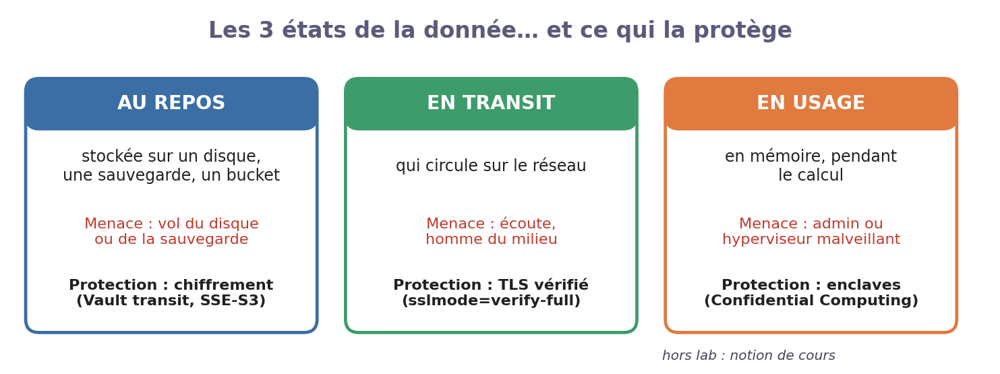 Les 3 états de la donnée… et ce qui la protège
AU REPOS
stockée sur un disque,
une sauvegarde, un bucket
Menace : vol du disque
ou de la sauvegarde
Protection : chiffrement
(Vault transit, SSE-S3)
EN TRANSIT
qui circule sur le réseau
Menace : écoute,
homme du milieu
Protection : TLS vérifié
(sslmode=verify-full)
EN USAGE
en mémoire, pendant
le calcul
Menace : admin ou
hyperviseur malveillant
Protection : enclaves
(Confidential Computing)
hors lab : notion de cours